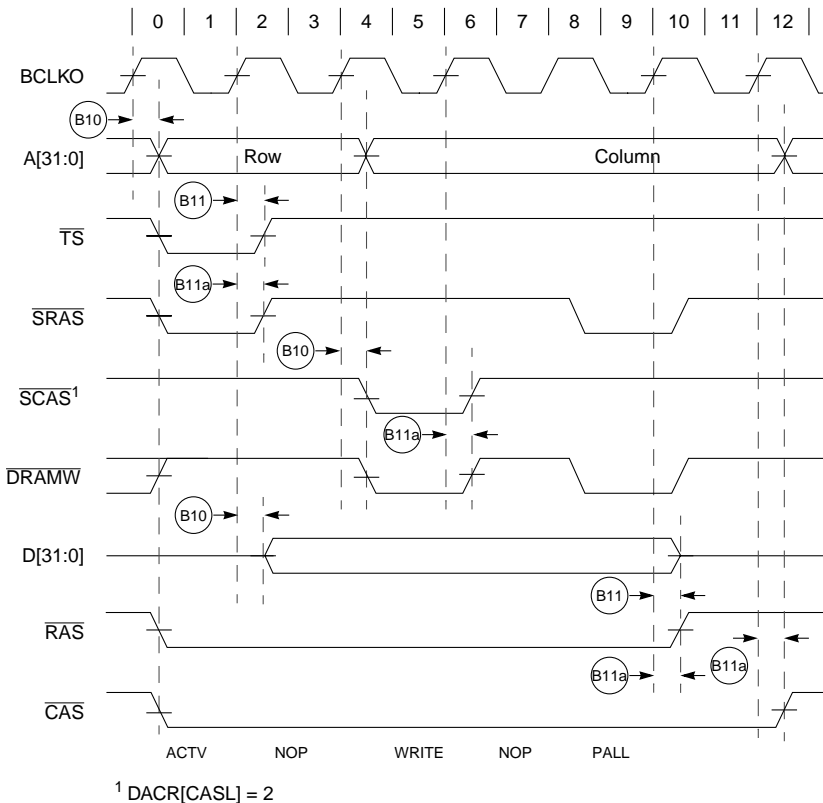 0 1 2 3 4 5 6 7 8 9 10 11 12
BCLKO
B10
A[31:0] Row Column
B11
TS
B11a
SRAS
B10
SCAS¹
B11a
DRAMW
B10
D[31:0]
B11
RAS
B11a B11a
CAS
ACTV NOP WRITE NOP PALL
¹ DACR[CASL] = 2